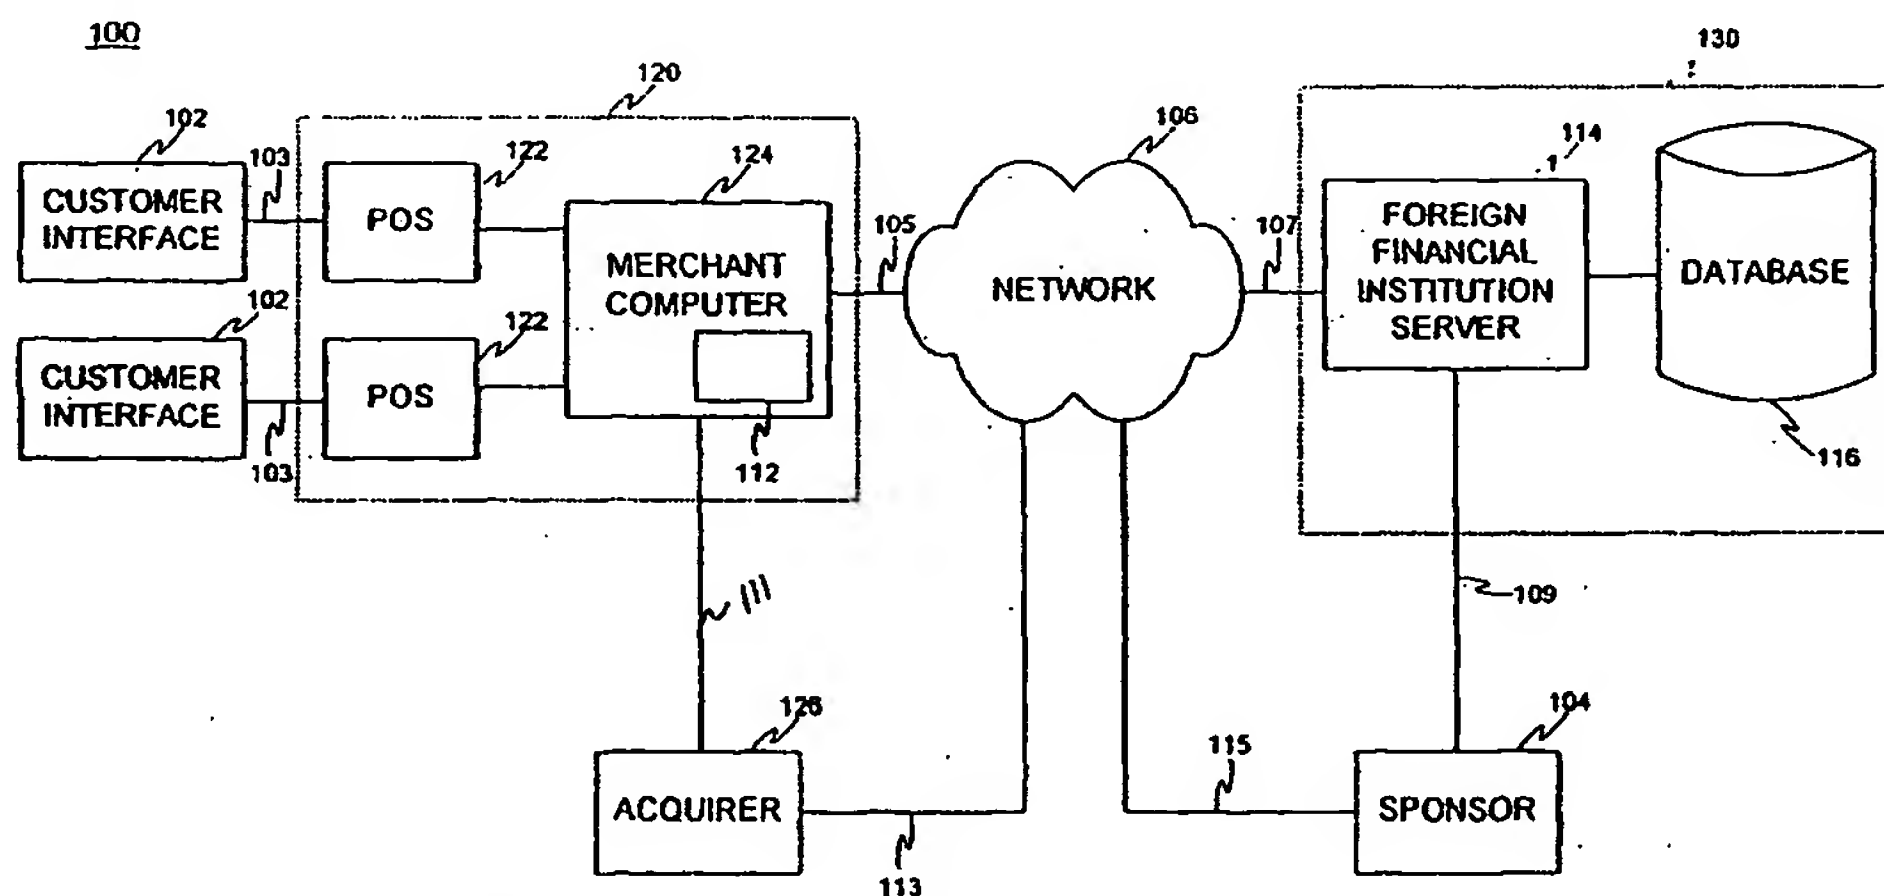 100
130
120
102
103
122
124
106
114
CUSTOMER
INTERFACE
POS
MERCHANT
COMPUTER
105
NETWORK
107
FOREIGN
FINANCIAL
INSTITUTION
SERVER
DATABASE
102
122
CUSTOMER
INTERFACE
POS
103
112
116
111
109
126
104
ACQUIRER
113
115
SPONSOR